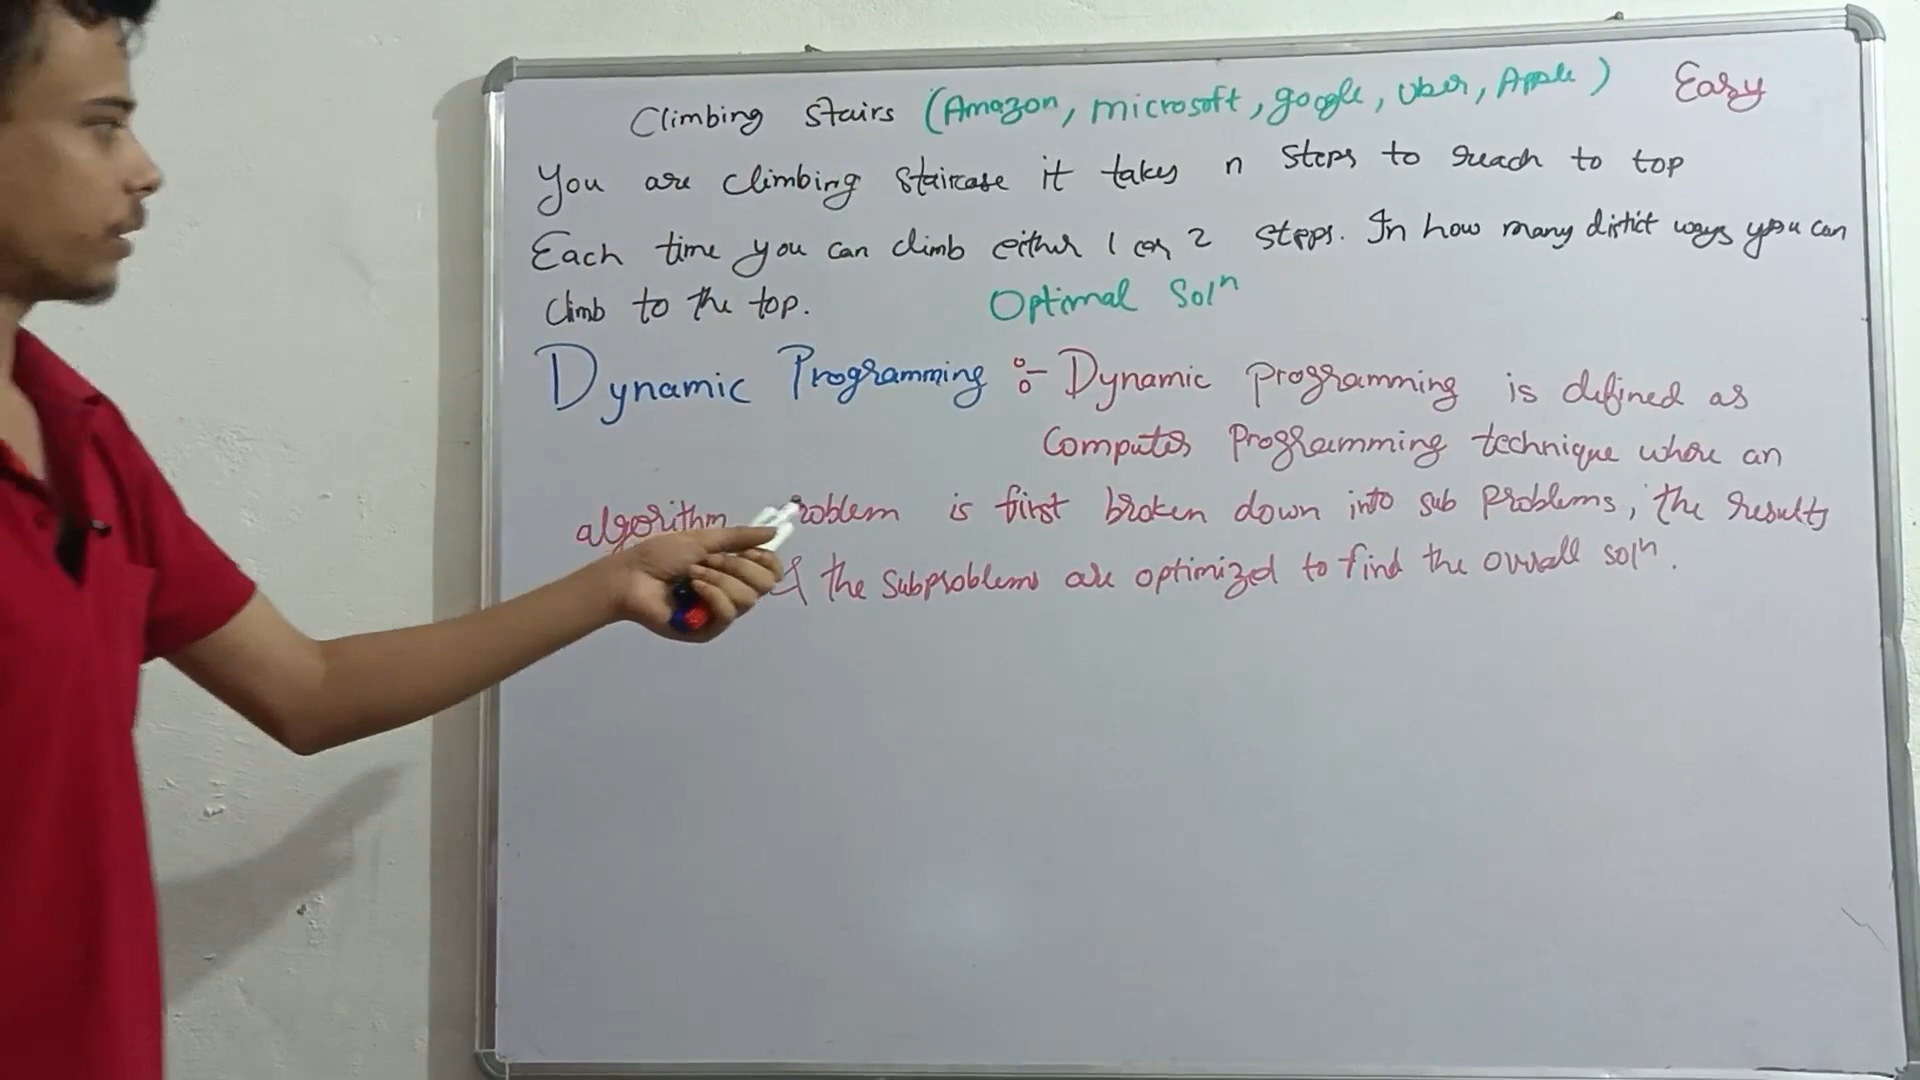 Climbing Stairs (Amazon, microsoft, google, Uber, Apple) Easy
You are climbing staircase it takes n steps to reach to top
Each time you can climb either 1 or 2 steps. In how many distict ways you can
climb to the top. Optimal Solⁿ
Dynamic Programming :- Dynamic programming is defined as
Computer Programming technique where an
algorithm problem is first broken down into sub problems, the results
the subproblems are optimized to find the overall solⁿ.